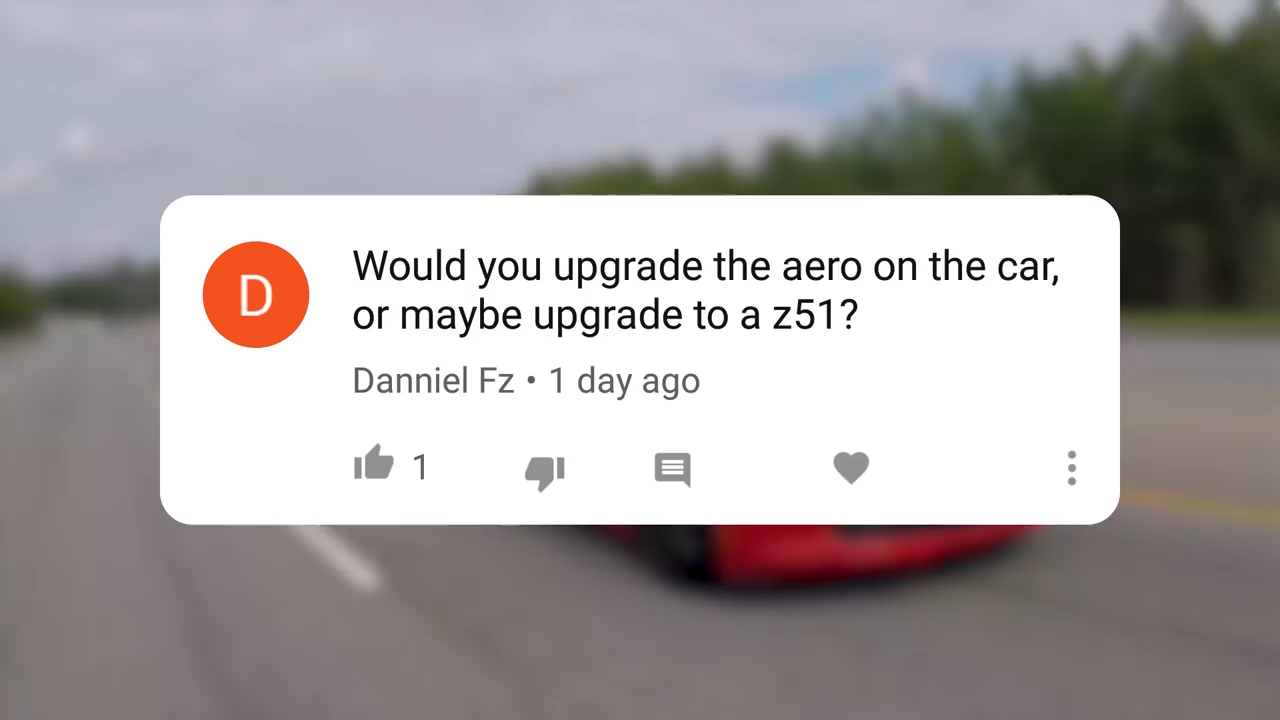 D
Would you upgrade the aero on the car,
or maybe upgrade to a z51?
Danniel Fz • 1 day ago
1